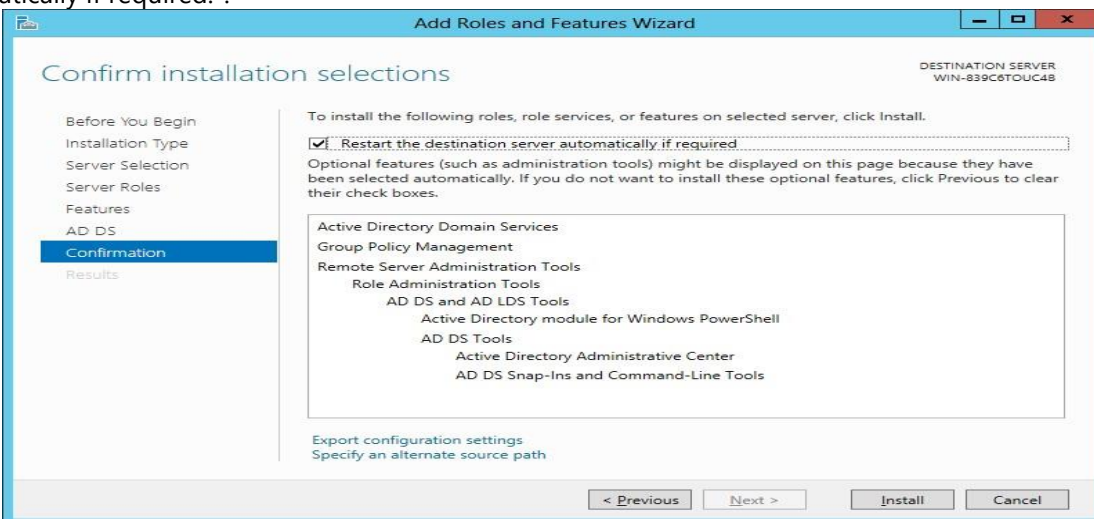 atically if required. .
Add Roles and Features Wizard
Confirm installation selections
DESTINATION SERVER
WIN-839C6TOUC4B
Before You Begin
Installation Type
Server Selection
Server Roles
Features
AD DS
Confirmation
Results
To install the following roles, role services, or features on selected server, click Install.
Restart the destination server automatically if required
Optional features (such as administration tools) might be displayed on this page because they have
been selected automatically. If you do not want to install these optional features, click Previous to clear
their check boxes.
Active Directory Domain Services
Group Policy Management
Remote Server Administration Tools
Role Administration Tools
AD DS and AD LDS Tools
Active Directory module for Windows PowerShell
AD DS Tools
Active Directory Administrative Center
AD DS Snap-Ins and Command-Line Tools
Export configuration settings
Specify an alternate source path
< Previous
Next >
Install
Cancel